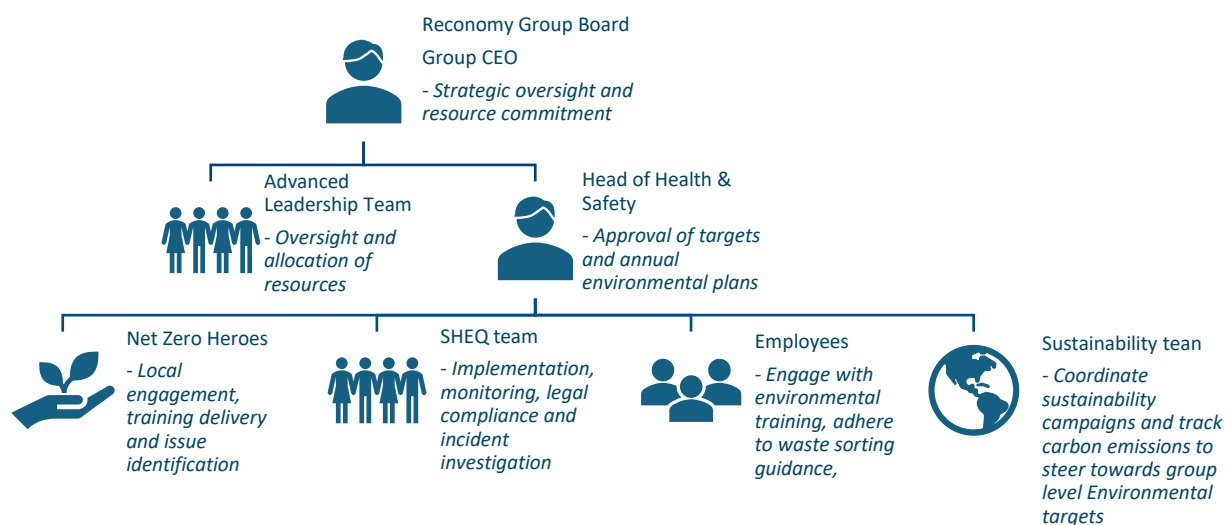 Reconomy Group Board
Group CEO
- Strategic oversight and
resource commitment
Advanced
Leadership Team
- Oversight and
allocation of
resources
Head of Health &
Safety
- Approval of targets
and annual
environmental plans
Net Zero Heroes
- Local
engagement,
training delivery
and issue
identification
SHEQ team
- Implementation,
monitoring, legal
compliance and
incident
investigation
Employees
- Engage with
environmental
training, adhere
to waste sorting
guidance,
Sustainability tean
- Coordinate
sustainability
campaigns and track
carbon emissions to
steer towards group
level Environmental
targets